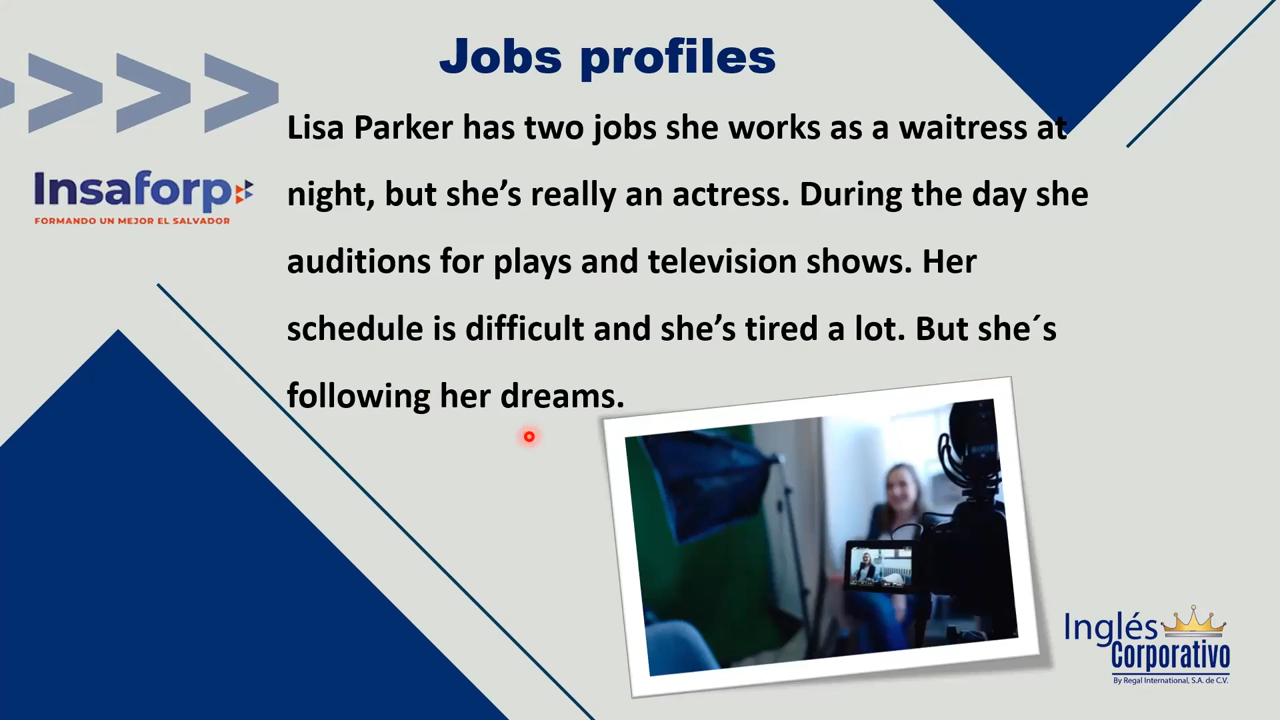 Jobs profiles
Lisa Parker has two jobs she works as a waitress at
night, but she’s really an actress. During the day she
auditions for plays and television shows. Her
schedule is difficult and she’s tired a lot. But she´s
following her dreams.
Insaforp
FORMANDO UN MEJOR EL SALVADOR
Inglés
Corporativo
By Regal International, S.A. de C.V.